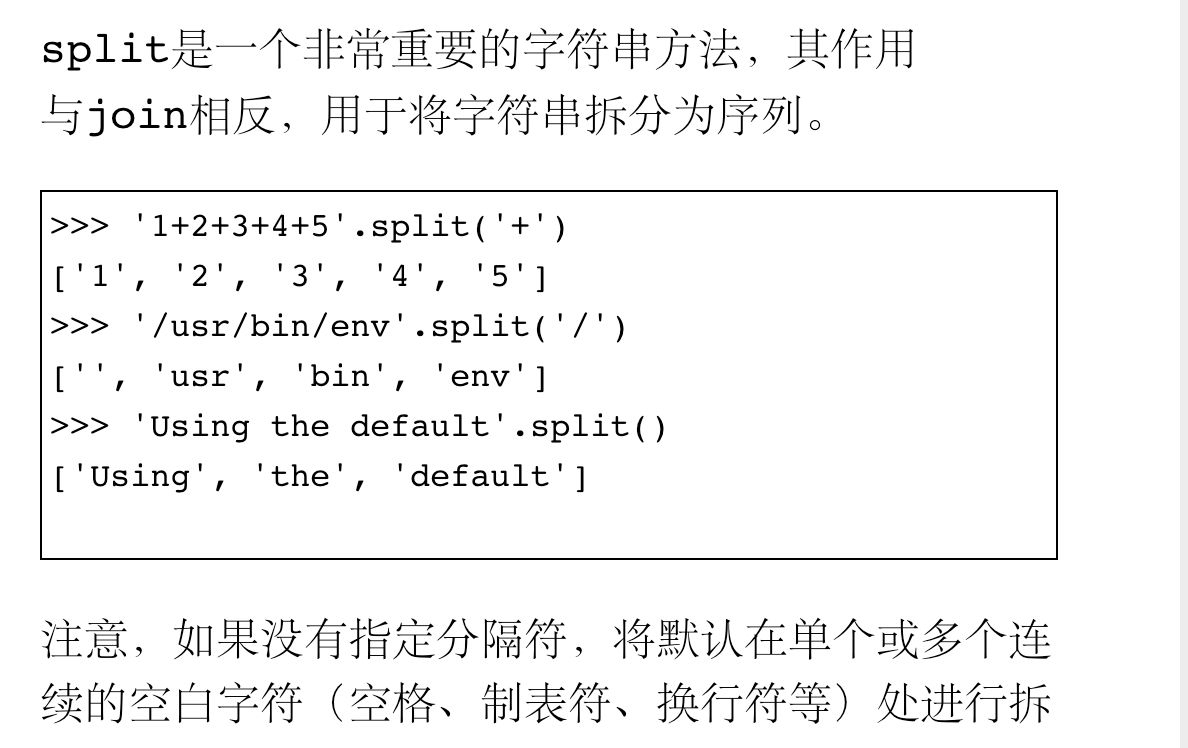 split是一个非常重要的字符串方法，其作用
与join相反，用于将字符串拆分为序列。
>>> '1+2+3+4+5'.split('+')
['1', '2', '3', '4', '5']
>>> '/usr/bin/env'.split('/')
['', 'usr', 'bin', 'env']
>>> 'Using the default'.split()
['Using', 'the', 'default']
注意，如果没有指定分隔符，将默认在单个或多个连
续的空白字符（空格、制表符、换行符等）处进行拆